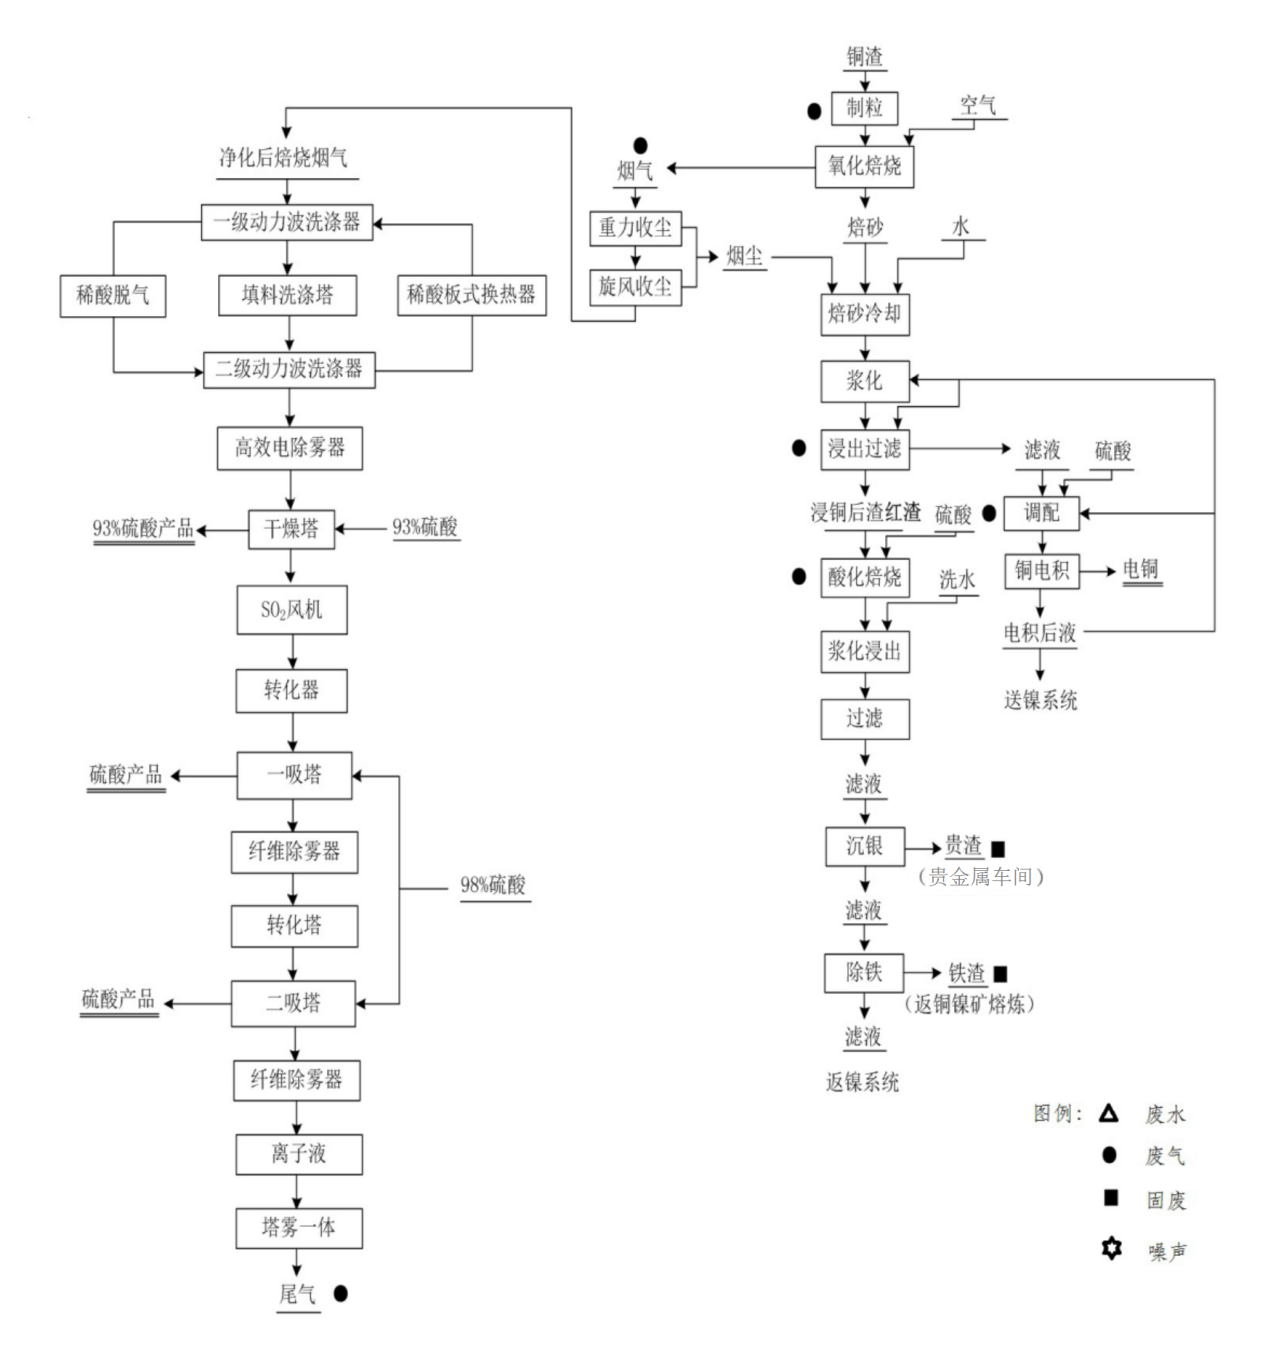 铜渣
制粒
空气
氧化焙烧
烟气
净化后焙烧烟气
重力收尘
烟尘
旋风收尘
焙砂
水
焙砂冷却
一级动力波洗涤器
稀酸脱气
填料洗涤塔
稀酸板式换热器
二级动力波洗涤器
高效电除雾器
93%硫酸产品
干燥塔
93%硫酸
SO₂风机
转化器
硫酸产品
一吸塔
纤维除雾器
98%硫酸
转化塔
硫酸产品
二吸塔
纤维除雾器
离子液
塔雾一体
尾气
浆化
浸出过滤
滤液
硫酸
浸铜后渣红渣
硫酸
调配
酸化焙烧
洗水
铜电积
电铜
浆化浸出
电积后液
送镍系统
过滤
滤液
沉银
贵渣
（贵金属车间）
滤液
除铁
铁渣
（返铜镍矿熔炼）
滤液
返镍系统
图例：
废水
废气
固废
噪声